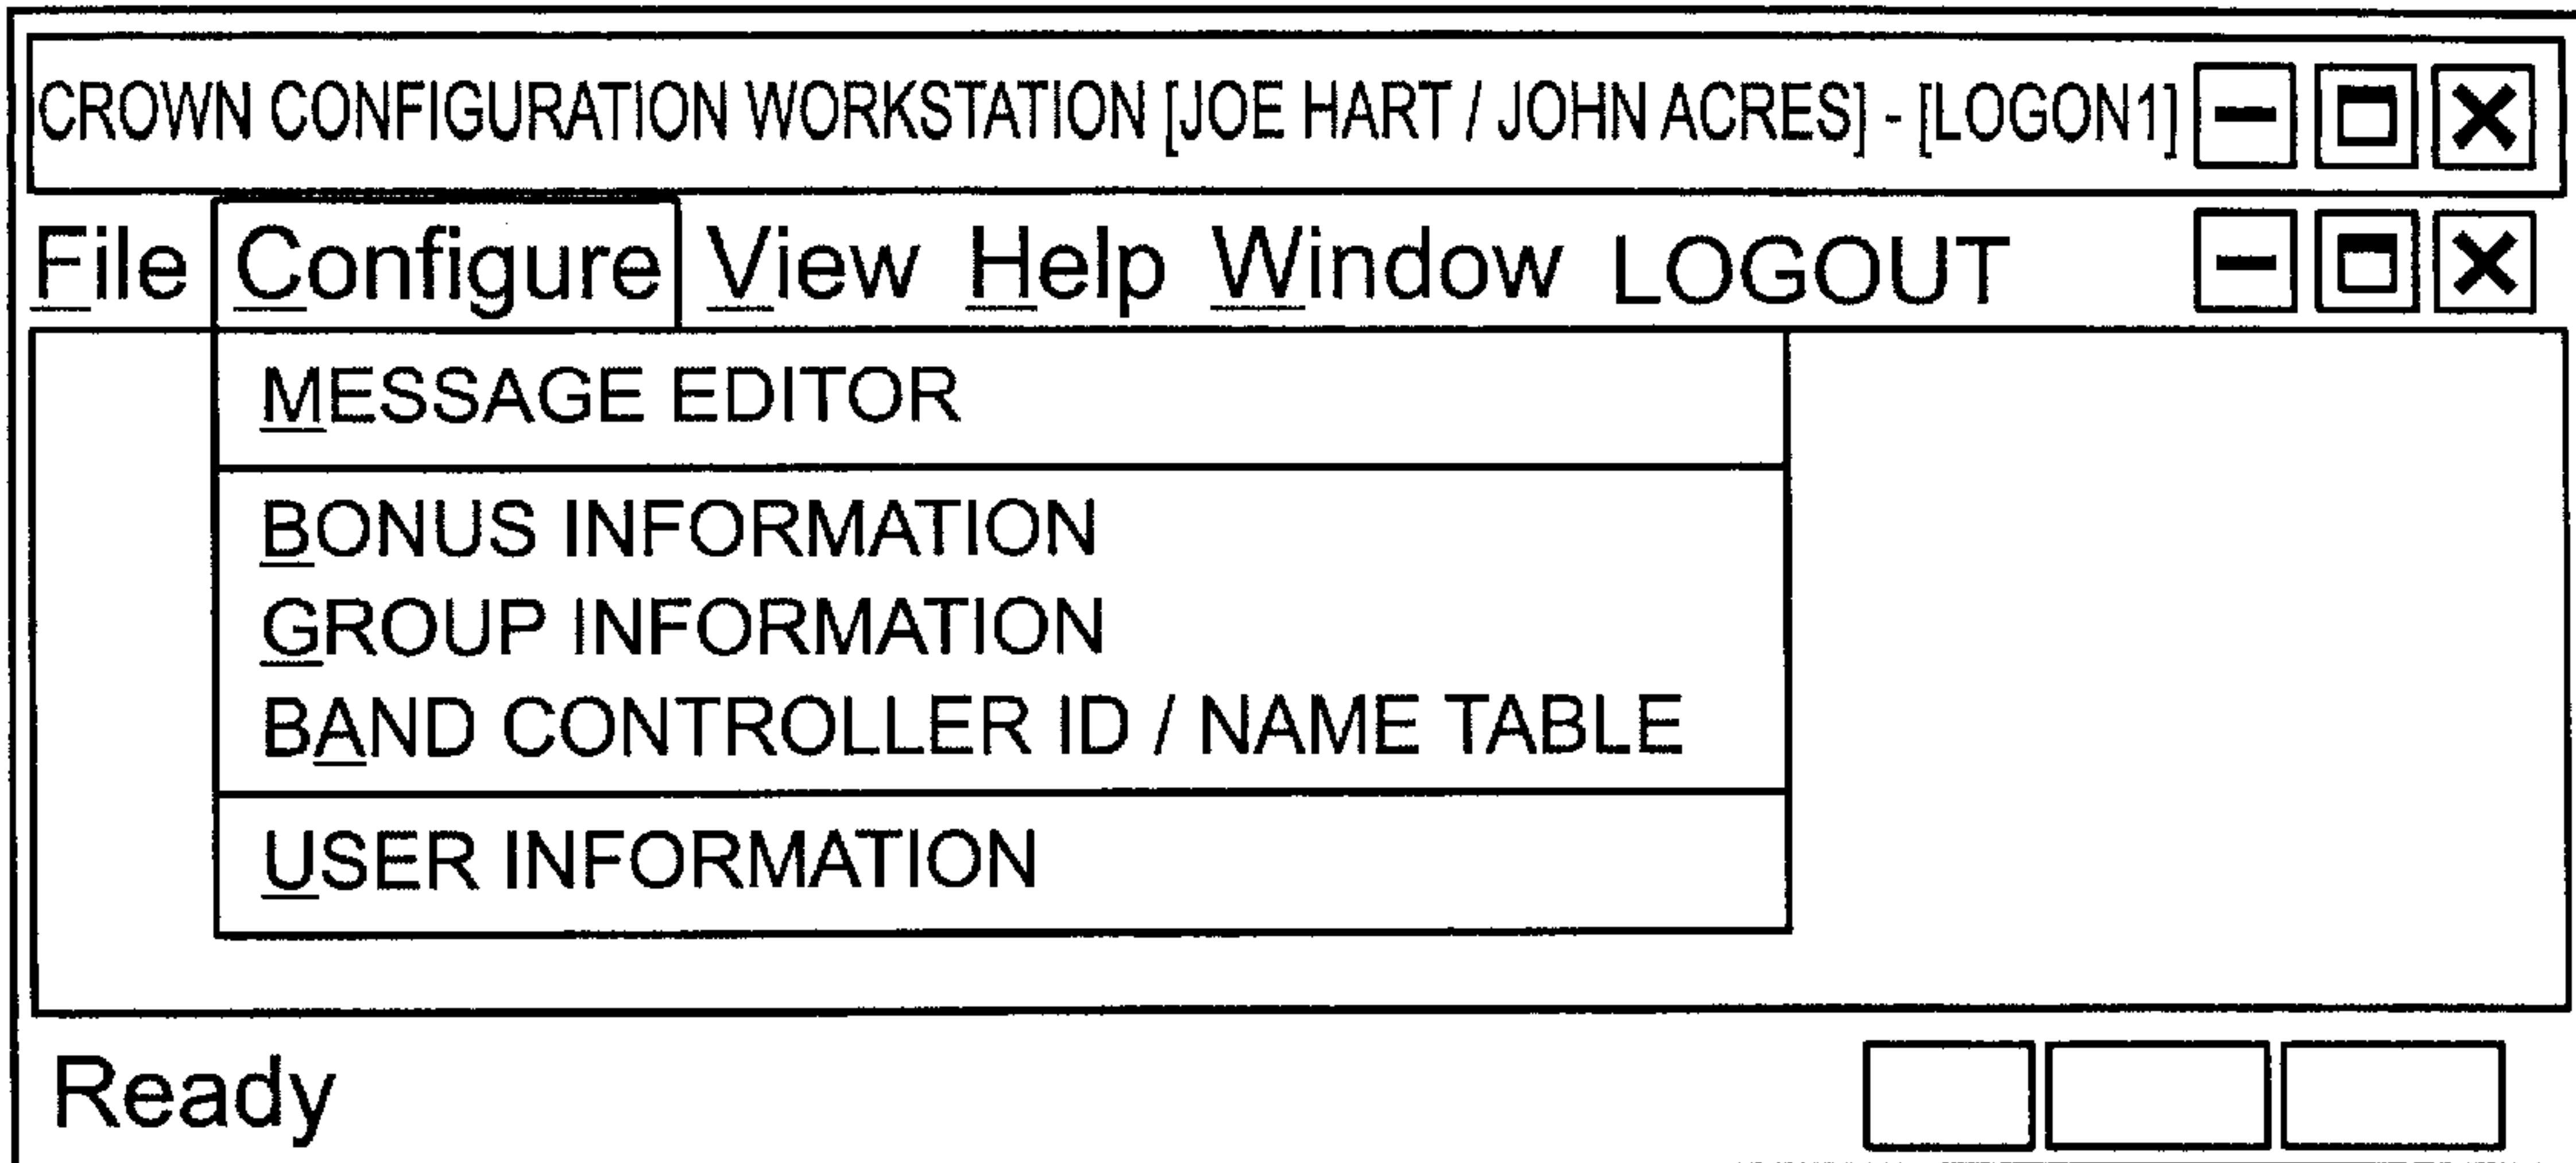 CROWN CONFIGURATION WORKSTATION [JOE HART / JOHN ACRES] - [LOGON1]
File Configure View Help Window LOGOUT
MESSAGE EDITOR
BONUS INFORMATION
GROUP INFORMATION
BAND CONTROLLER ID / NAME TABLE
USER INFORMATION
Ready